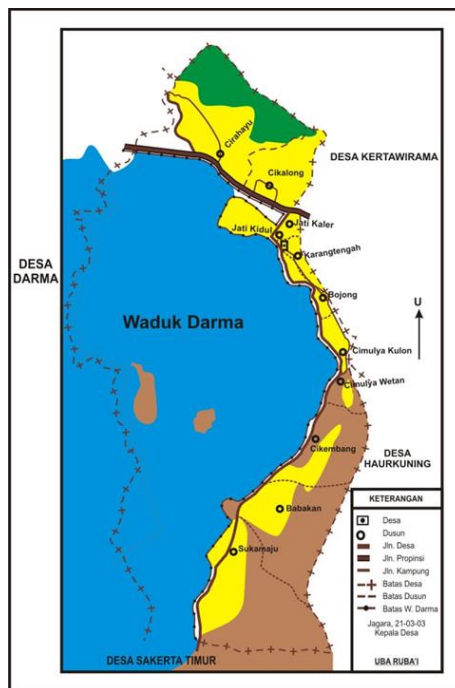 Cirahayu
Cikalong
DESA KERTAWIRAMA
Jati Kaler
Jati Kidul
Karangtengah
DESA
DARMA
Bojong
U
Waduk Darma
Cimulya Kulon
Cimulya Wetan
Cikembang
DESA
HAURKUNING
Babakan
Sukamaju
DESA SAKERTA TIMUR
KETERANGAN
Desa
Dusun
Jln. Desa
Jln. Propinsi
Jln. Kampung
Batas Desa
Batas Dusun
Batas W. Darma
Jagara, 21-03-03
Kepala Desa
UBA RUBA'I